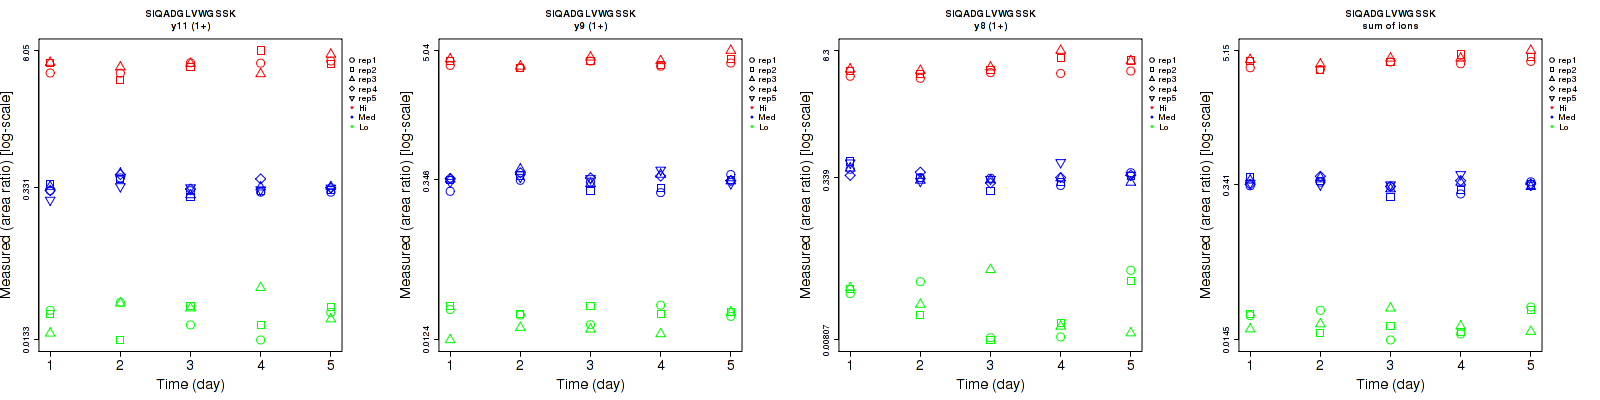 SIQADGLVWGSSK
y11 (1+)
Measured (area ratio) [log-scale]
6.05
0.331
0.0133
1 2 3 4 5
Time (day)
rep1
rep2
rep3
rep4
rep5
Hi
Med
Lo
SIQADGLVWGSSK
y9 (1+)
Measured (area ratio) [log-scale]
5.04
0.346
0.0124
1 2 3 4 5
Time (day)
rep1
rep2
rep3
rep4
rep5
Hi
Med
Lo
SIQADGLVWGSSK
y8 (1+)
Measured (area ratio) [log-scale]
6.3
0.339
0.00807
1 2 3 4 5
Time (day)
rep1
rep2
rep3
rep4
rep5
Hi
Med
Lo
SIQADGLVWGSSK
sum of ions
Measured (area ratio) [log-scale]
5.15
0.341
0.0145
1 2 3 4 5
Time (day)
rep1
rep2
rep3
rep4
rep5
Hi
Med
Lo